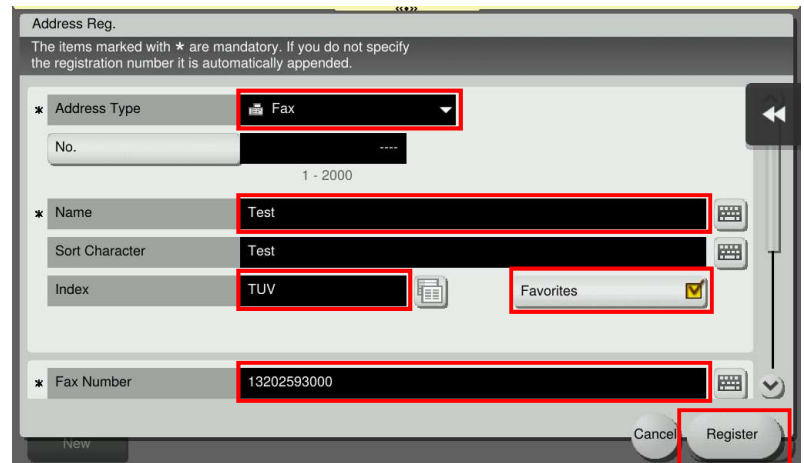 Address Reg.
The items marked with * are mandatory. If you do not specify
the registration number it is automatically appended.
* Address Type Fax
No. ----
1 - 2000
* Name Test
Sort Character Test
Index TUV Favorites
* Fax Number 13202593000
Cancel Register
New